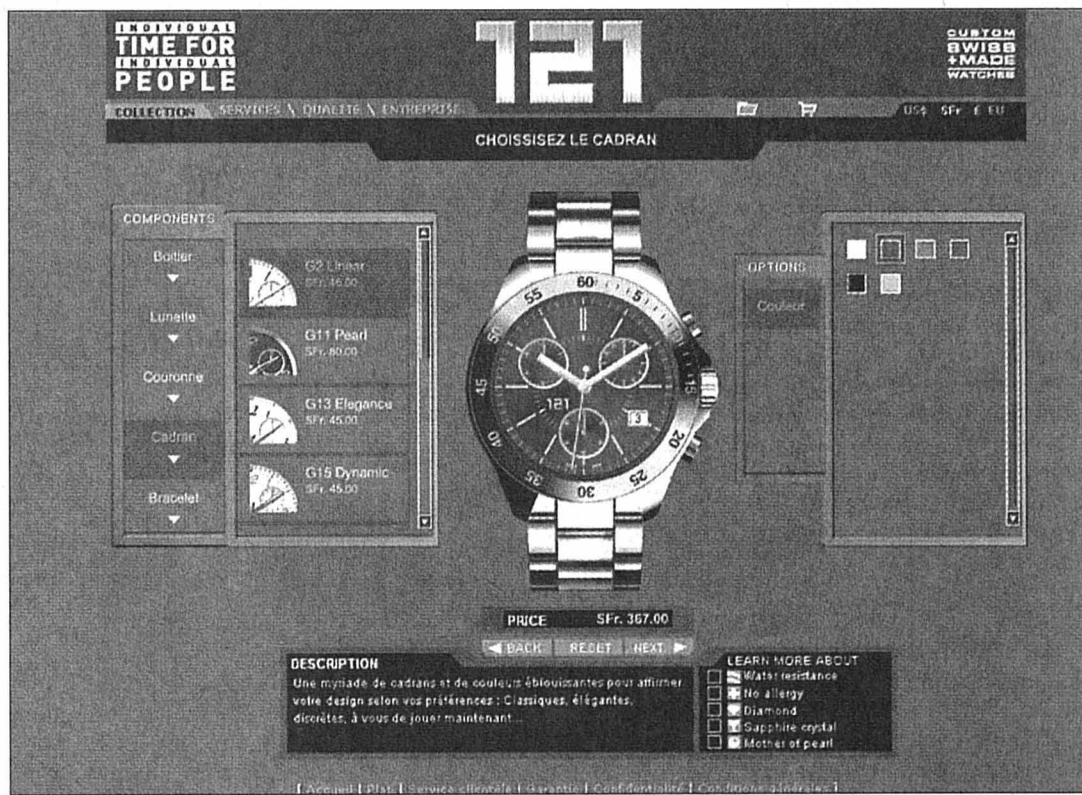 INDIVIDUAL
TIME FOR
INDIVIDUAL
PEOPLE
121
CUSTOM
SWISS
+MADE
WATCHES
COLLECTION SERVICES \ QUALITÉ \ ENTREPRISE
US$ SFr £ EU
CHOISSISEZ LE CADRAN
COMPONENTS
Boitier
Lunette
Couronne
Cadran
Bracelet
G2 Linear
SFr. 45.00
G11 Pearl
SFr. 80.00
G13 Elegance
SFr. 45.00
G15 Dynamic
SFr. 45.00
60
5
15
20
25
30
35
40
45
50
55
121
3
OPTIONS
Couleur
PRICE SFr. 367.00
BACK RESET NEXT
DESCRIPTION
Une myriade de cadrans et de couleurs éblouissantes pour affirmer
votre design selon vos préférences : Classiques, élégantes,
discrètes, à vous de jouer maintenant...
LEARN MORE ABOUT
Water resistance
No allergy
Diamond
Sapphire crystal
Mother of pearl
| Accueil | Plan | Service clientèle | Garantie | Confidentialité | Conditions générales |